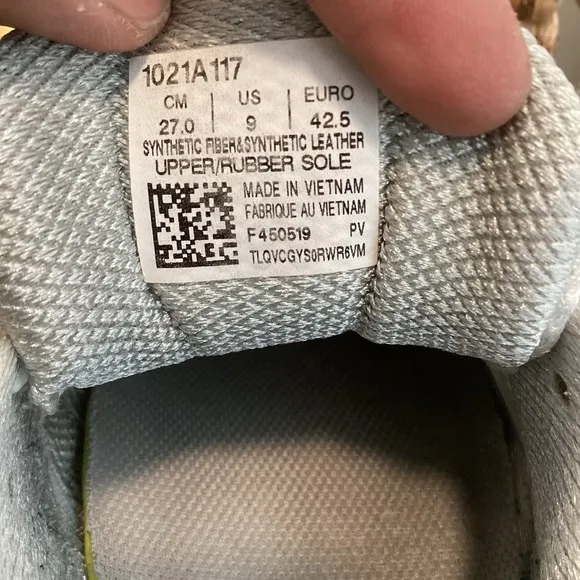 1021A117
CM | US | EURO
27.0 | 9 | 42.5
SYNTHETIC FIBER&SYNTHETIC LEATHER
UPPER/RUBBER SOLE
MADE IN VIETNAM
FABRIQUE AU VIETNAM
F450519 PV
TLQVCGYS0RWR6VM